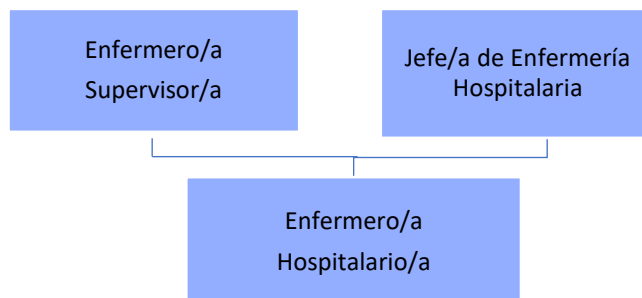 Enfermero/a
Supervisor/a
Jefe/a de Enfermería
Hospitalaria
Enfermero/a
Hospitalario/a